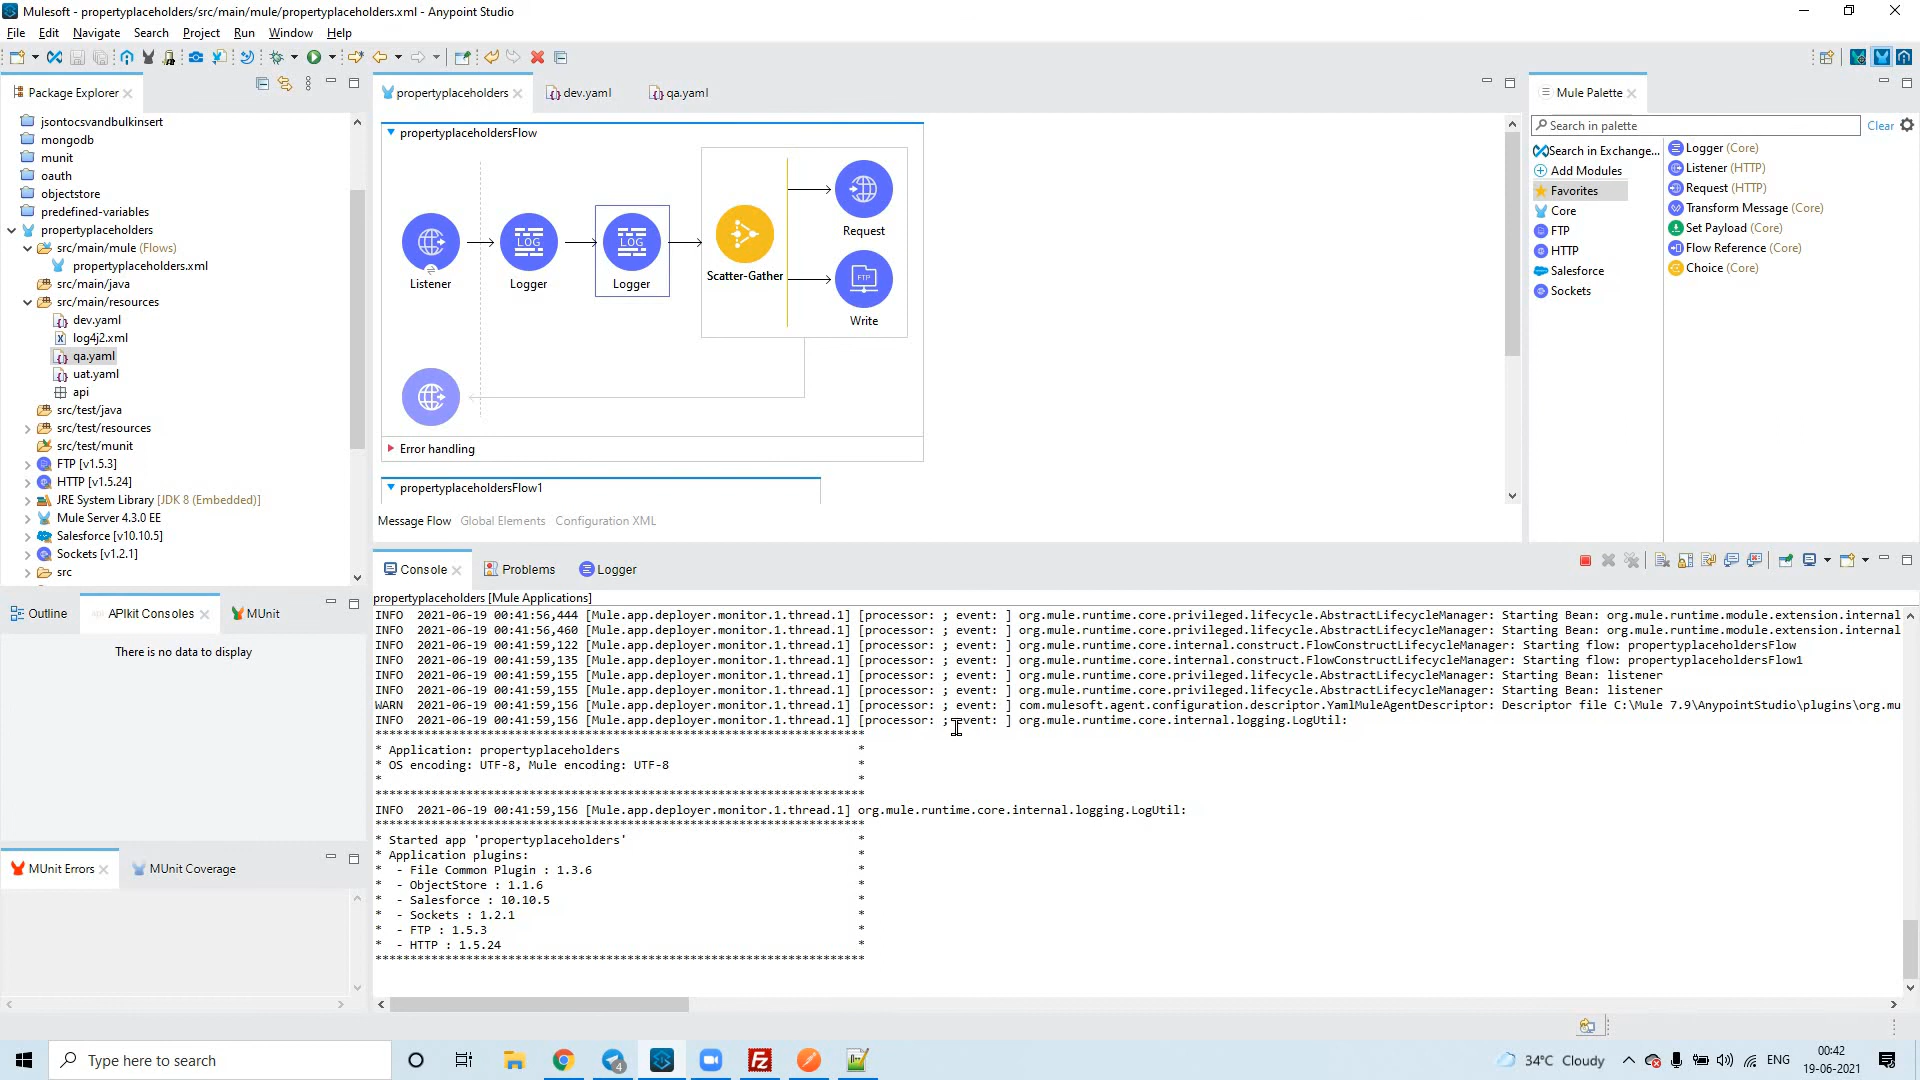 Mulesoft - propertyplaceholders/src/main/mule/propertyplaceholders.xml - Anypoint Studio
File Edit Navigate Search Project Run Window Help
Package Explorer
jsontocsvandbulkinsert
mongodb
munit
oauth
objectstore
predefined-variables
propertyplaceholders
src/main/mule (Flows)
propertyplaceholders.xml
src/main/java
src/main/resources
dev.yaml
log4j2.xml
qa.yaml
uat.yaml
api
src/test/java
src/test/resources
src/test/munit
FTP [v1.5.3]
HTTP [v1.5.24]
JRE System Library [JDK 8 (Embedded)]
Mule Server 4.3.0 EE
Salesforce [v10.10.5]
Sockets [v1.2.1]
src
propertyplaceholders dev.yaml qa.yaml
propertyplaceholdersFlow
Listener
LOG
Logger
LOG
Logger
Scatter-Gather
Request
FTP
Write
Error handling
propertyplaceholdersFlow1
Message Flow Global Elements Configuration XML
Mule Palette
Search in palette Clear
Search in Exchange...
Add Modules
Favorites
Core
FTP
HTTP
Salesforce
Sockets
Logger (Core)
Listener (HTTP)
Request (HTTP)
Transform Message (Core)
Set Payload (Core)
Flow Reference (Core)
Choice (Core)
Outline APIkit Consoles MUnit
There is no data to display
MUnit Errors MUnit Coverage
Console Problems Logger
propertyplaceholders [Mule Applications]
INFO 2021-06-19 00:41:56,444 [Mule.app.deployer.monitor.1.thread.1] [processor: ; event: ] org.mule.runtime.core.privileged.lifecycle.AbstractLifecycleManager: Starting Bean: org.mule.runtime.module.extension.internal
INFO 2021-06-19 00:41:56,460 [Mule.app.deployer.monitor.1.thread.1] [processor: ; event: ] org.mule.runtime.core.privileged.lifecycle.AbstractLifecycleManager: Starting Bean: org.mule.runtime.module.extension.internal
INFO 2021-06-19 00:41:59,122 [Mule.app.deployer.monitor.1.thread.1] [processor: ; event: ] org.mule.runtime.core.internal.construct.FlowConstructLifecycleManager: Starting flow: propertyplaceholdersFlow
INFO 2021-06-19 00:41:59,135 [Mule.app.deployer.monitor.1.thread.1] [processor: ; event: ] org.mule.runtime.core.internal.construct.FlowConstructLifecycleManager: Starting flow: propertyplaceholdersFlow1
INFO 2021-06-19 00:41:59,155 [Mule.app.deployer.monitor.1.thread.1] [processor: ; event: ] org.mule.runtime.core.privileged.lifecycle.AbstractLifecycleManager: Starting Bean: listener
INFO 2021-06-19 00:41:59,155 [Mule.app.deployer.monitor.1.thread.1] [processor: ; event: ] org.mule.runtime.core.privileged.lifecycle.AbstractLifecycleManager: Starting Bean: listener
WARN 2021-06-19 00:41:59,156 [Mule.app.deployer.monitor.1.thread.1] [processor: ; event: ] com.mulesoft.agent.configuration.descriptor.YamlMuleAgentDescriptor: Descriptor file C:\Mule 7.9\AnypointStudio\plugins\org.mu
INFO 2021-06-19 00:41:59,156 [Mule.app.deployer.monitor.1.thread.1] [processor: ; event: ] org.mule.runtime.core.internal.logging.LogUtil:
*****************************************************************
* Application: propertyplaceholders *
* OS encoding: UTF-8, Mule encoding: UTF-8 *
* *
*****************************************************************
INFO 2021-06-19 00:41:59,156 [Mule.app.deployer.monitor.1.thread.1] org.mule.runtime.core.internal.logging.LogUtil:
*****************************************************************
* Started app 'propertyplaceholders' *
* Application plugins: *
* - File Common Plugin : 1.3.6 *
* - ObjectStore : 1.1.6 *
* - Salesforce : 10.10.5 *
* - Sockets : 1.2.1 *
* - FTP : 1.5.3 *
* - HTTP : 1.5.24 *
*****************************************************************
Type here to search
4
34°C Cloudy
ENG
00:42
19-06-2021